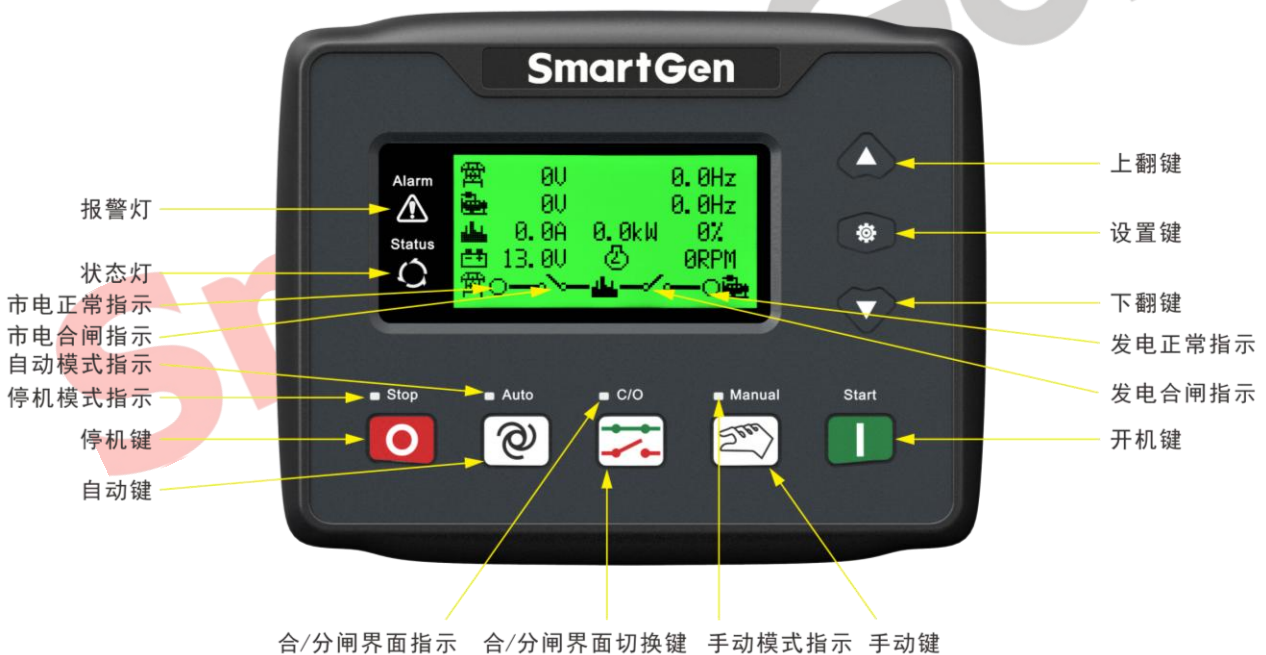 SmartGen
Alarm
Status
0V 0.0Hz
0V 0.0Hz
0.0A 0.0kW 0%
13.0V 0RPM
报警灯
状态灯
市电正常指示
市电合闸指示
自动模式指示
停机模式指示
停机键
自动键
上翻键
设置键
下翻键
发电正常指示
发电合闸指示
开机键
Stop Auto C/O Manual Start
合/分闸界面指示 合/分闸界面切换键 手动模式指示 手动键